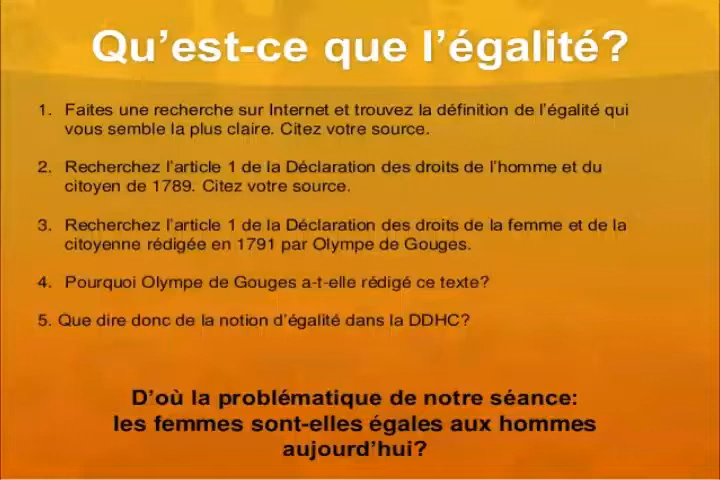 Qu’est-ce que l’égalité?
1. Faites une recherche sur Internet et trouvez la définition de l’égalité qui
vous semble la plus claire. Citez votre source.
2. Recherchez l’article 1 de la Déclaration des droits de l’homme et du
citoyen de 1789. Citez votre source.
3. Recherchez l’article 1 de la Déclaration des droits de la femme et de la
citoyenne rédigée en 1791 par Olympe de Gouges.
4. Pourquoi Olympe de Gouges a-t-elle rédigé ce texte?
5. Que dire donc de la notion d’égalité dans la DDHC?
D’où la problématique de notre séance:
les femmes sont-elles égales aux hommes
aujourd’hui?